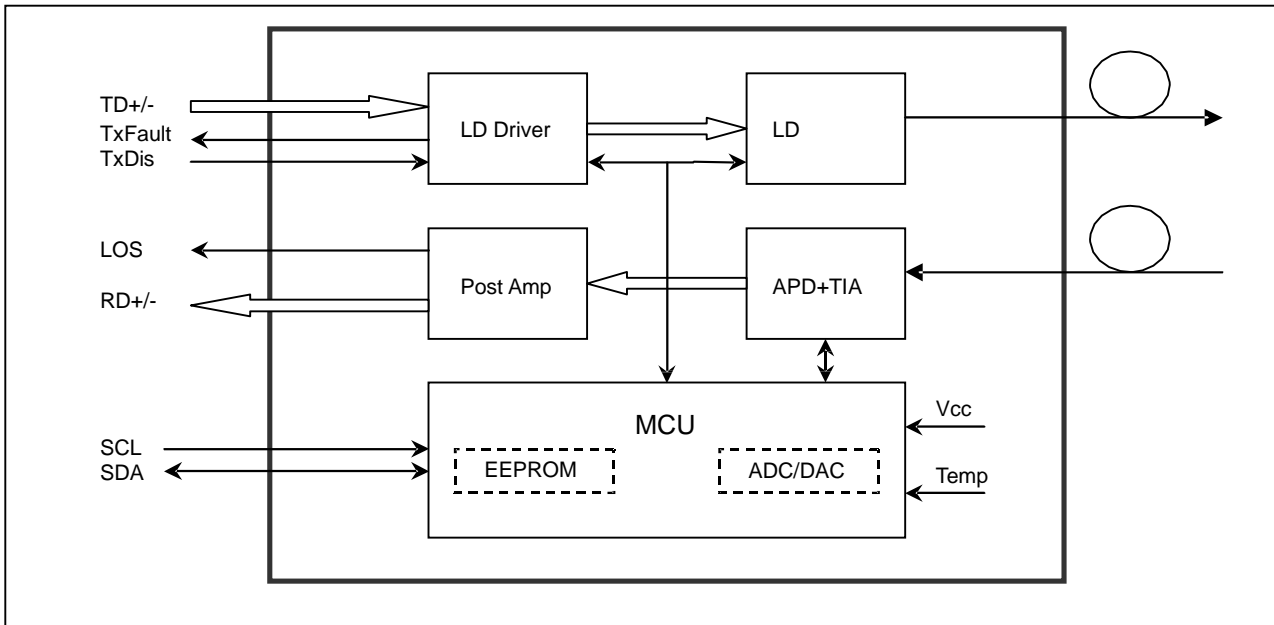 TD+/-
TxFault
TxDis
LD Driver
LD
LOS
RD+/-
Post Amp
APD+TIA
MCU
Vcc
SCL
SDA
EEPROM
ADC/DAC
Temp